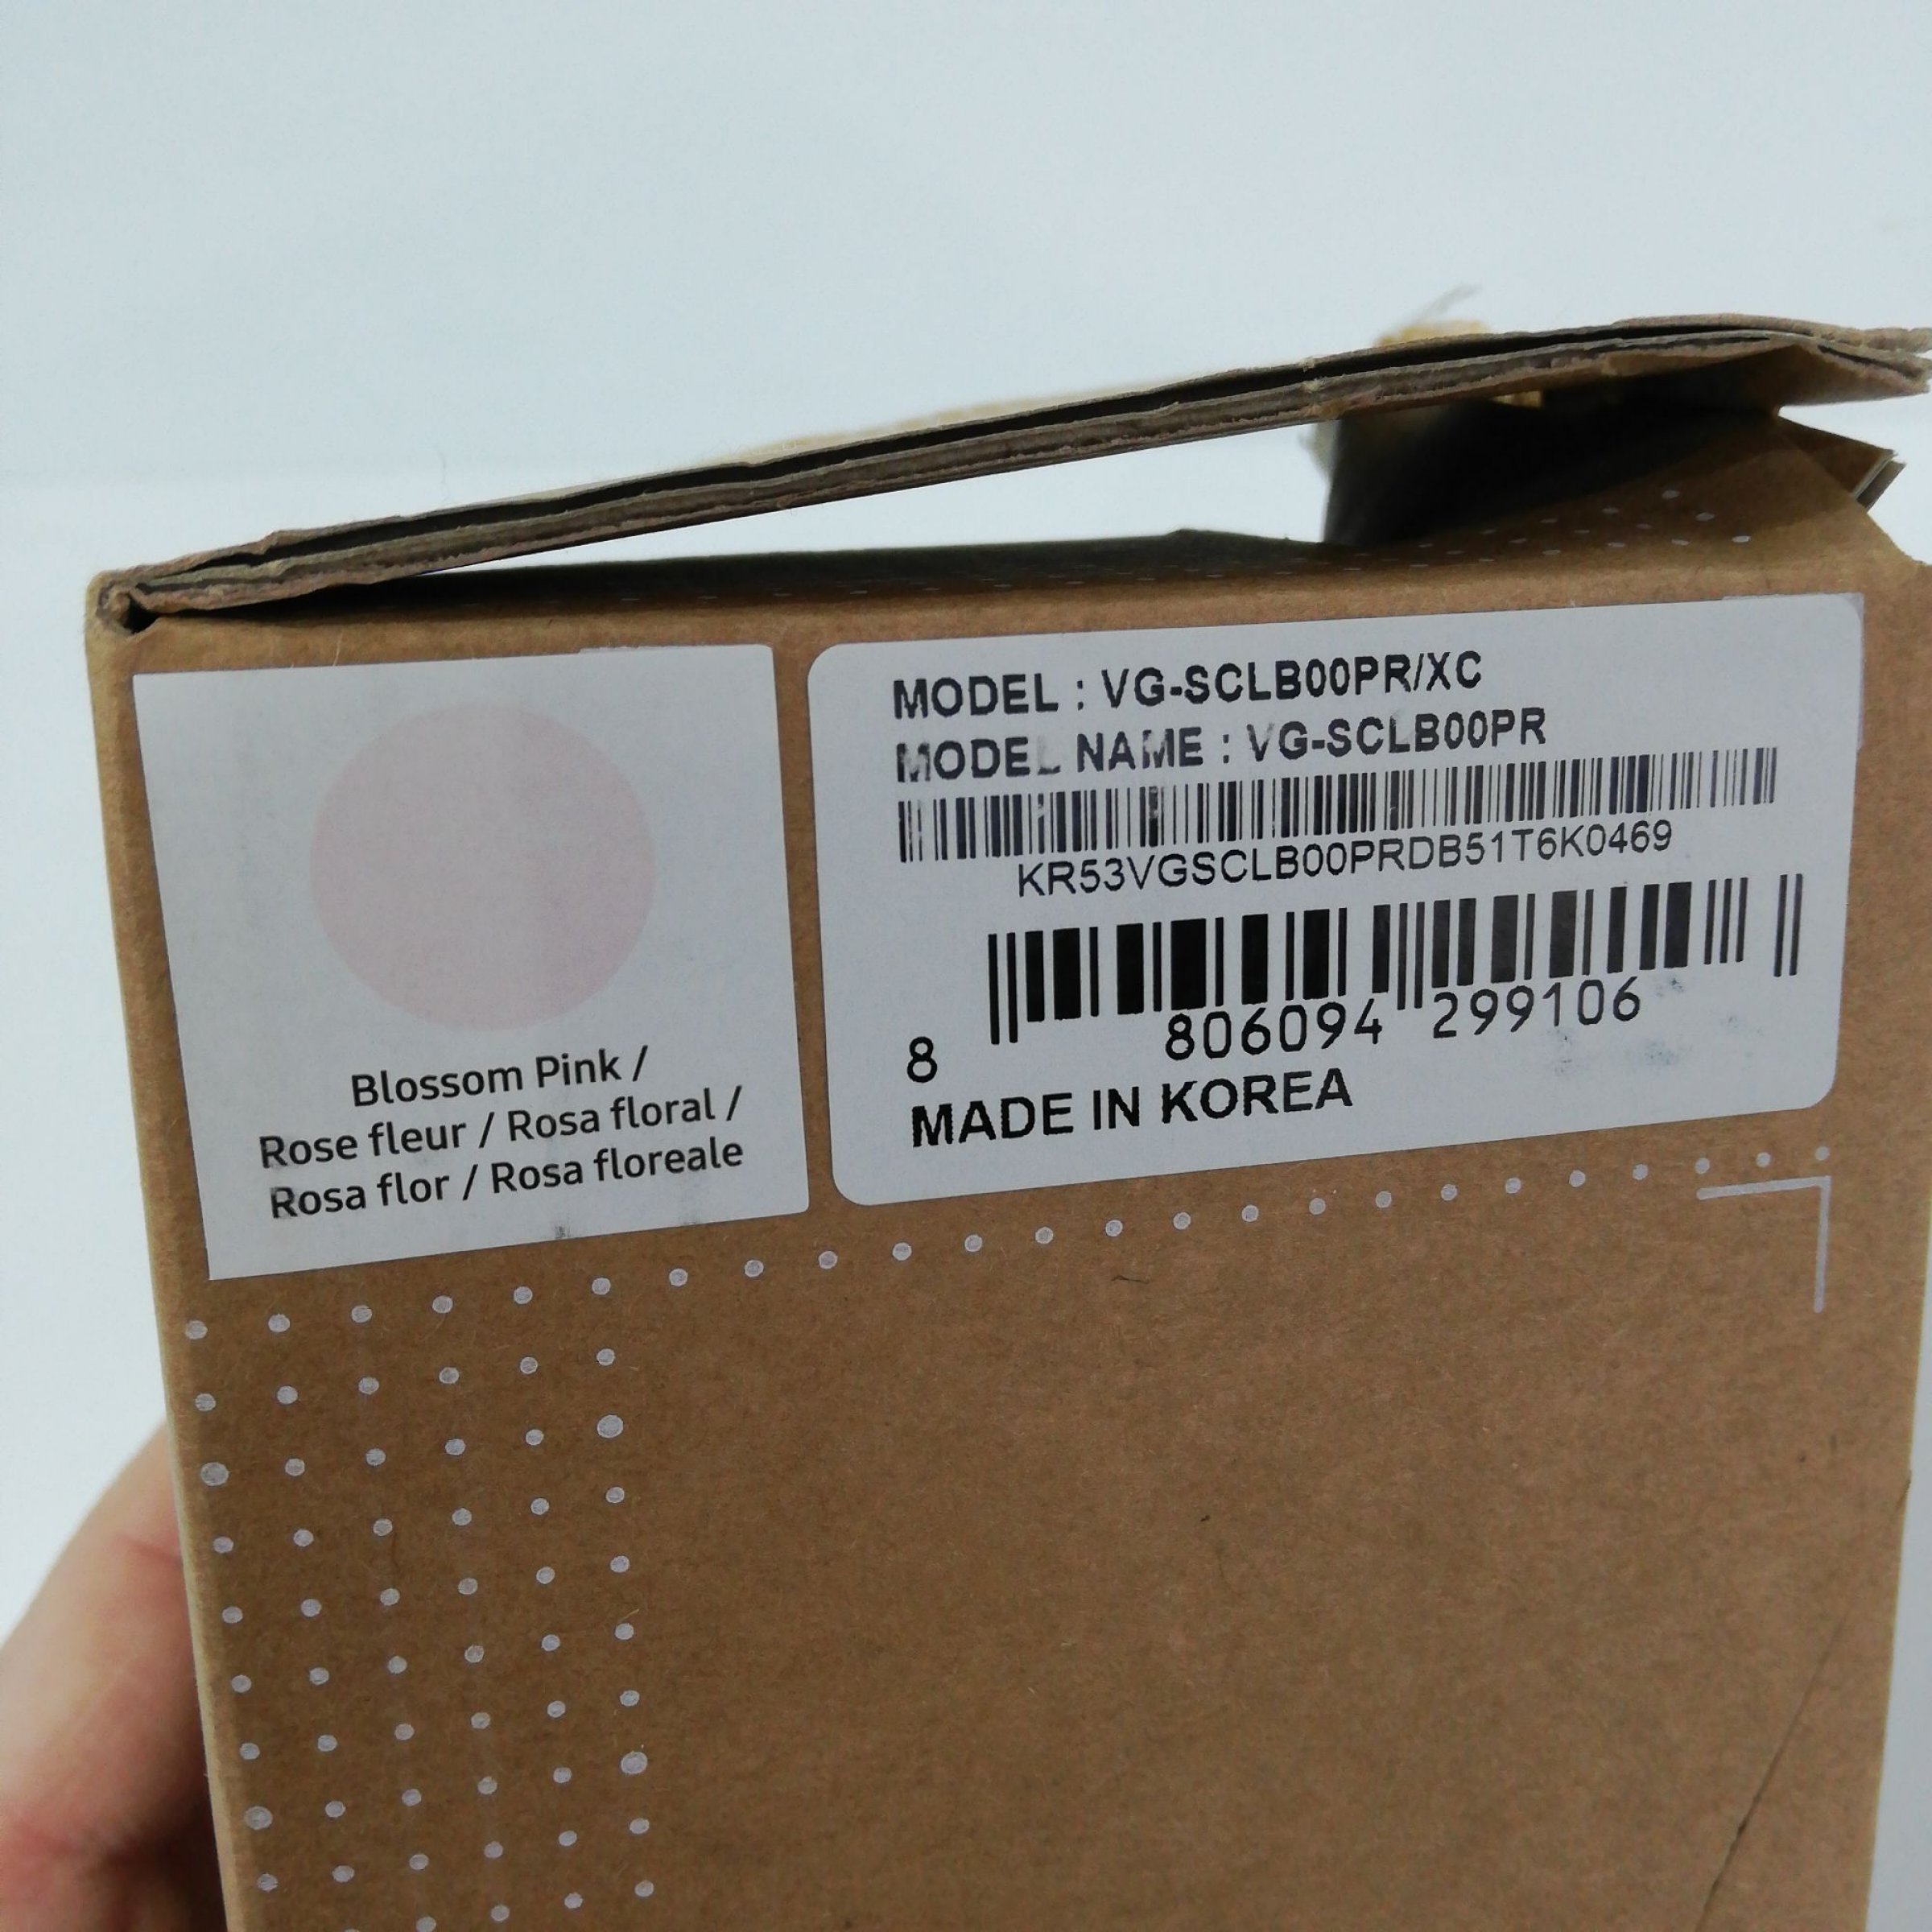 Blossom Pink /
Rose fleur / Rosa floral /
Rosa flor / Rosa floreale
MODEL : VG-SCLB00PR/XC
MODEL NAME : VG-SCLB00PR
KR53VGSCLB00PRDB51T6K0469
8 806094 299106
MADE IN KOREA